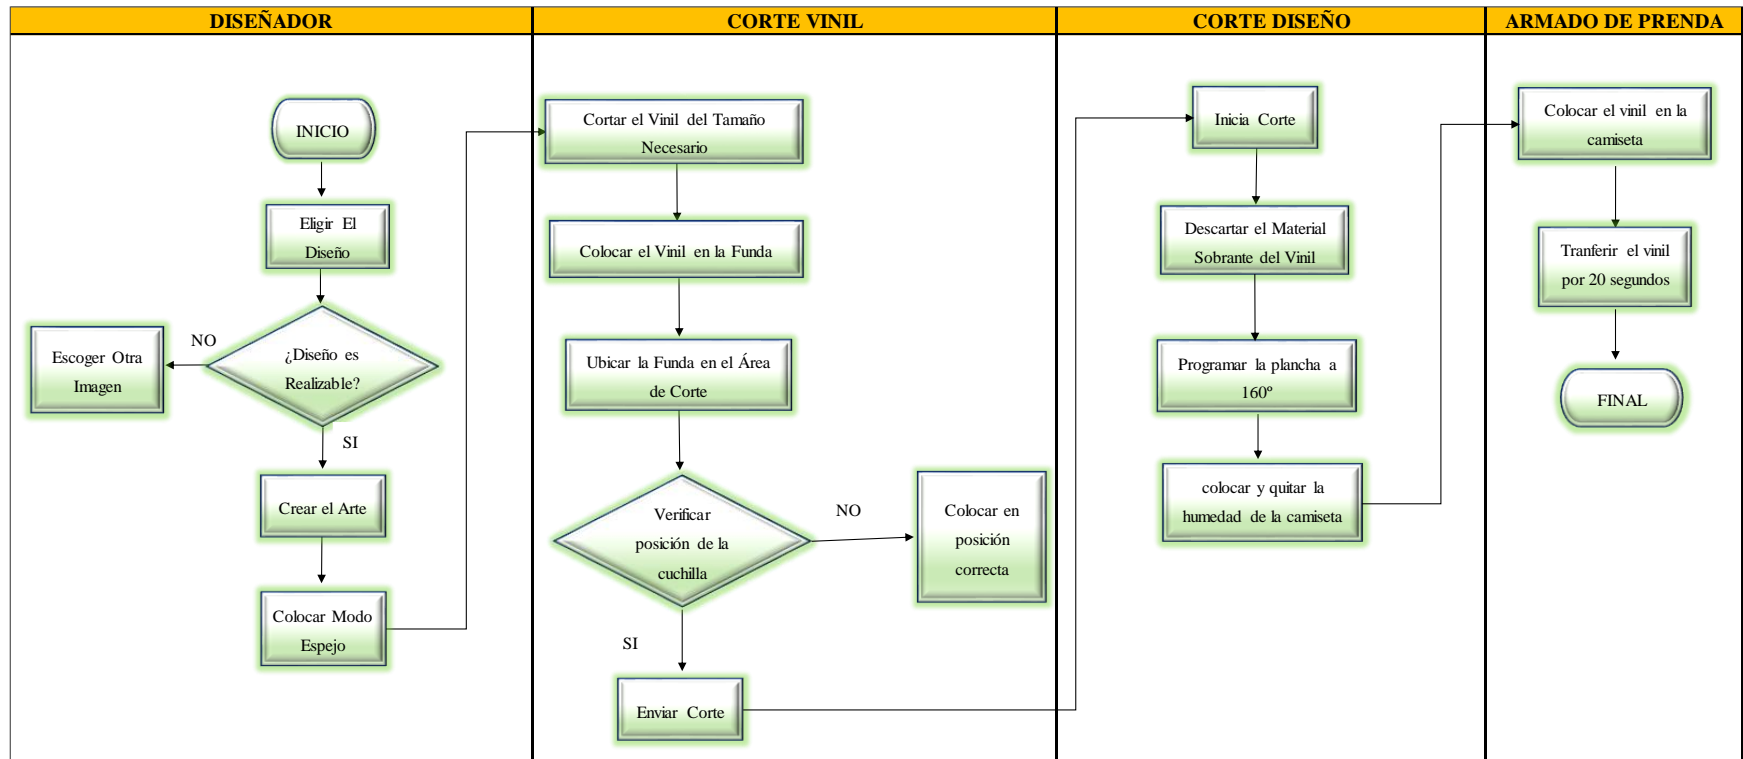 DISEÑADOR
CORTE VINIL
CORTE DISEÑO
ARMADO DE PRENDA
INICIO
Eligir El
Diseño
¿Diseño es
Realizable?
NO
Escoger Otra
Imagen
SI
Crear el Arte
Colocar Modo
Espejo
Cortar el Vinil del Tamaño
Necesario
Colocar el Vinil en la Funda
Ubicar la Funda en el Área
de Corte
Verificar
posición de la
cuchilla
NO
Colocar en
posición
correcta
SI
Enviar Corte
Inicia Corte
Descartar el Material
Sobrante del Vinil
Programar la plancha a
160º
colocar y quitar la
humedad de la camiseta
Colocar el vinil en la
camiseta
Tranferir el vinil
por 20 segundos
FINAL